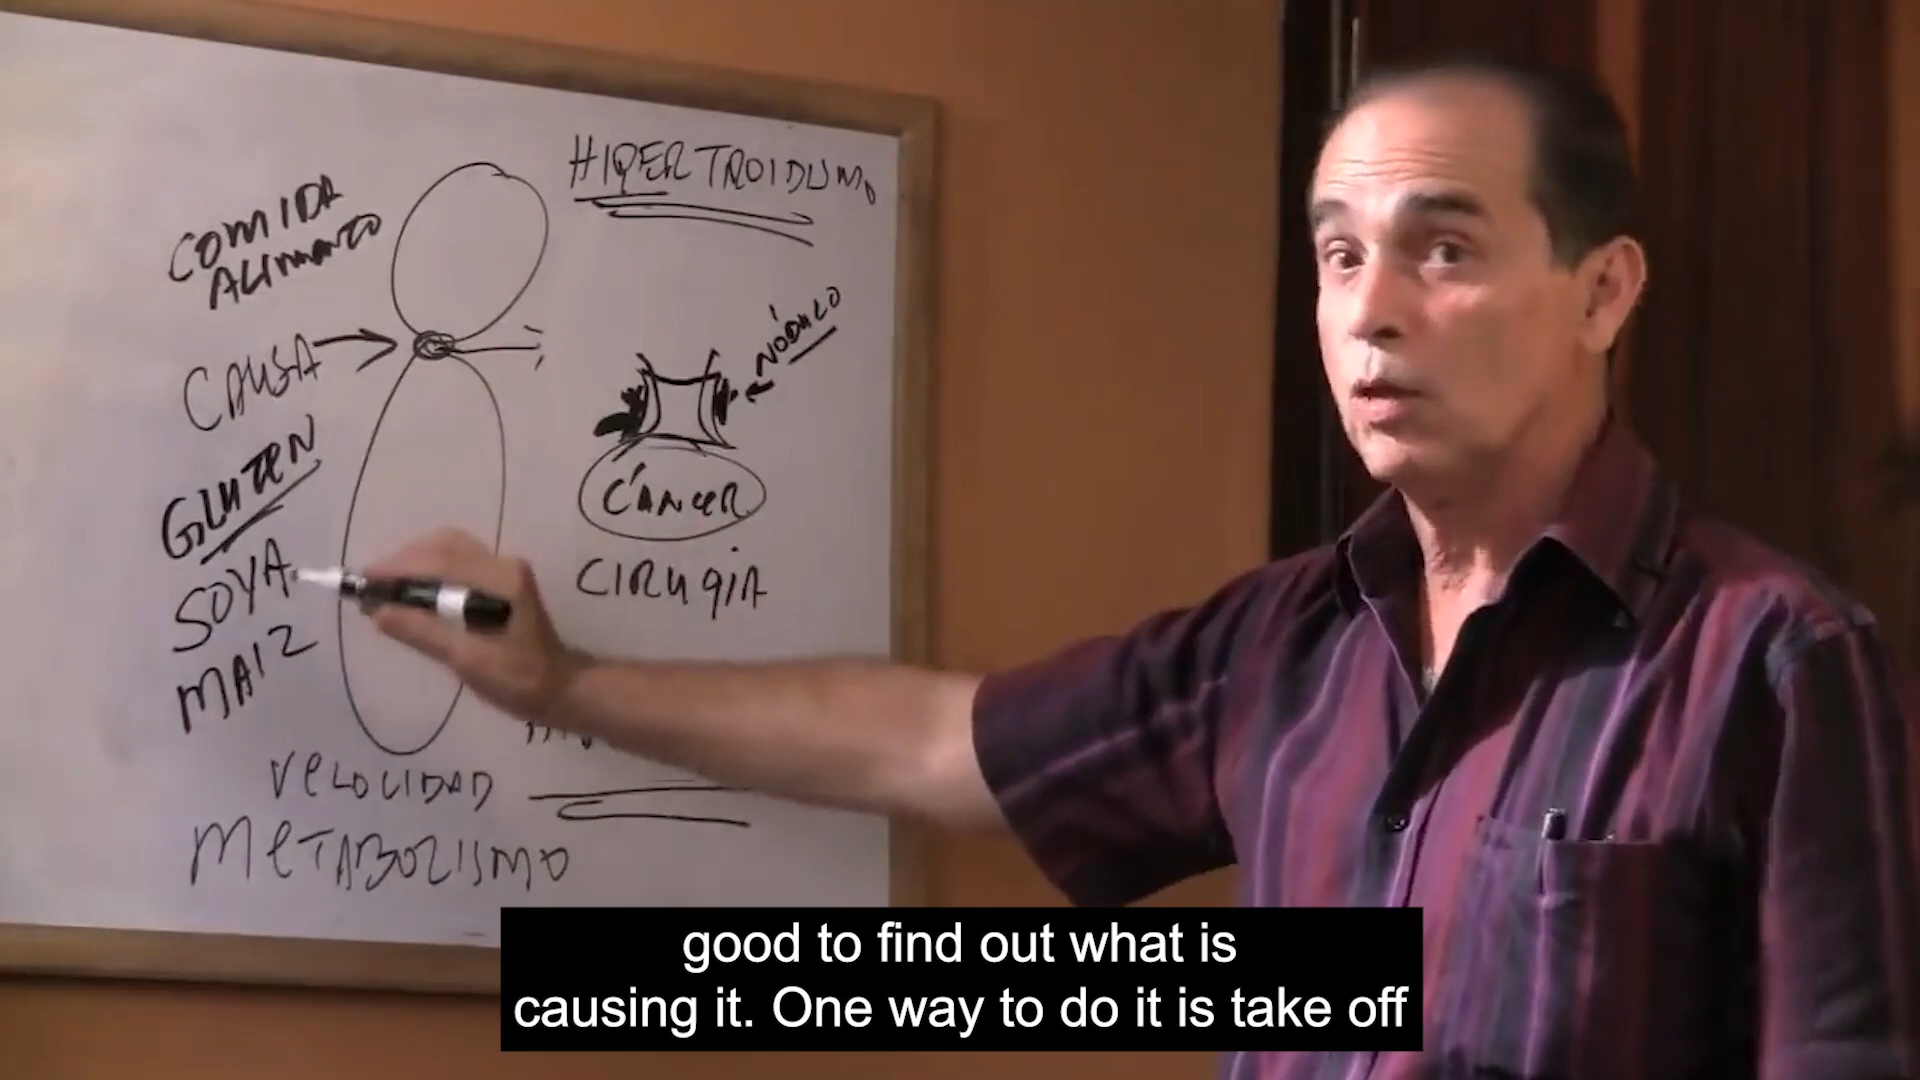 HIPERTROIDISMO
COMIDA
ALIMENTO
CAUSA
NÓDULO
GLUTEN
CÁNCER
SOYA
CIRUGIA
MAIZ
VELOCIDAD
METABOLISMO
good to find out what is
causing it. One way to do it is take off